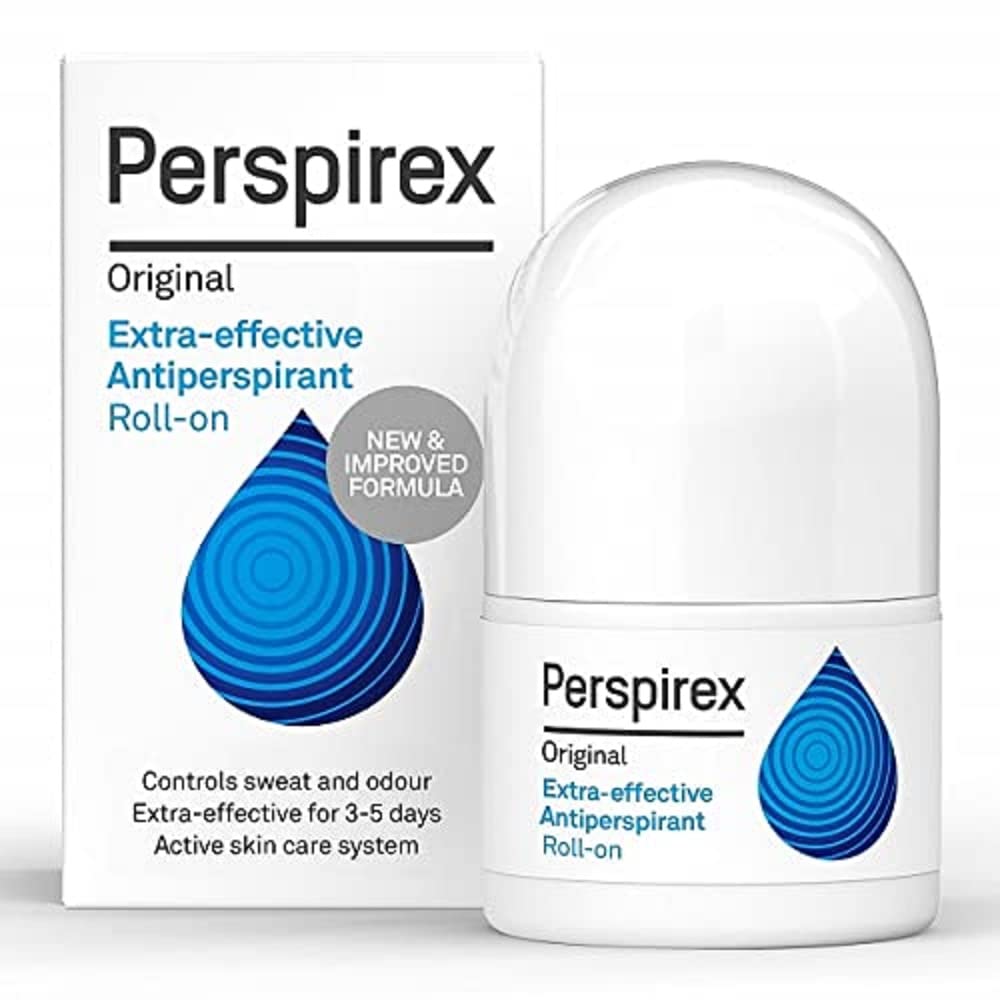 Perspirex
Original
Extra-effective
Antiperspirant
Roll-on
NEW &
IMPROVED
FORMULA
Controls sweat and odour
Extra-effective for 3-5 days
Active skin care system
Perspirex
Original
Extra-effective
Antiperspirant
Roll-on